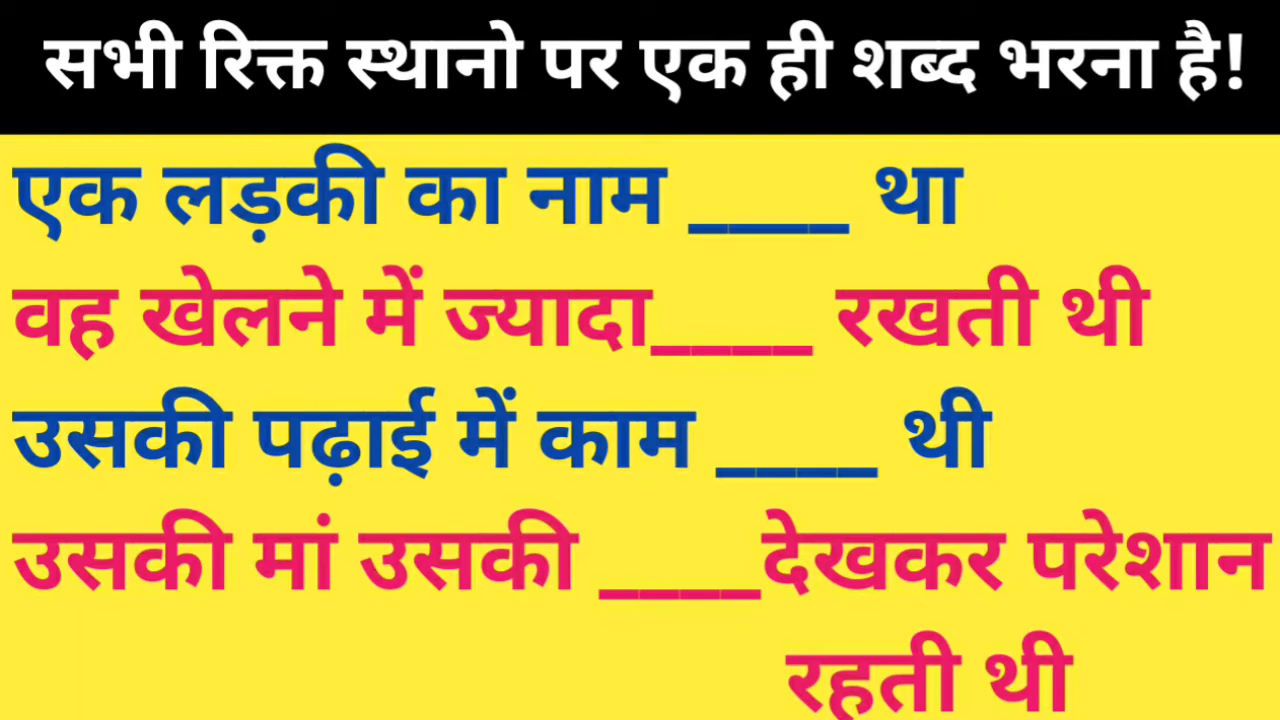 सभी रिक्त स्थानो पर एक ही शब्द भरना है!
एक लड़की का नाम ____ था
वह खेलने में ज्यादा____ रखती थी
उसकी पढ़ाई में काम ____ थी
उसकी मां उसकी ____देखकर परेशान
रहती थी